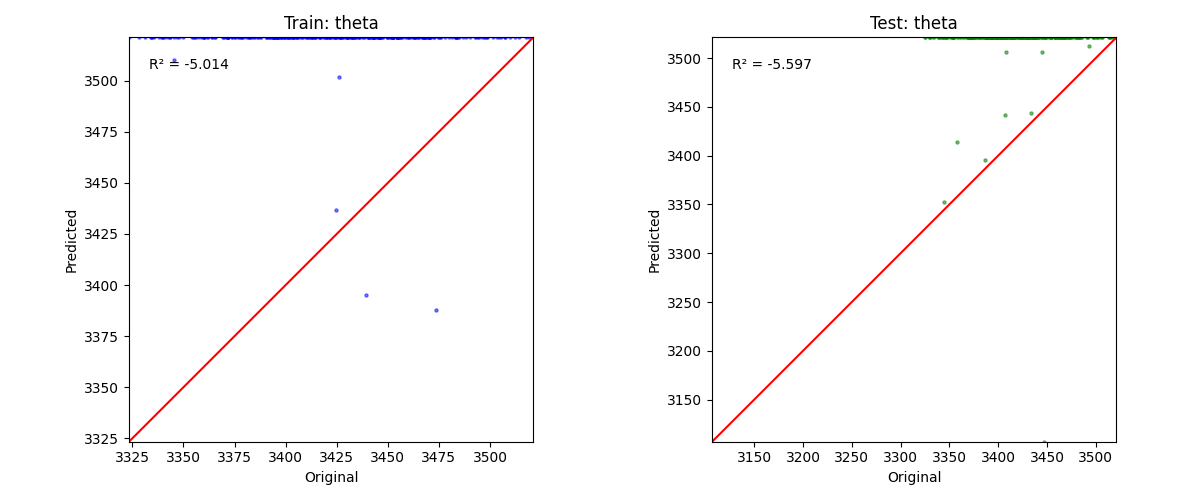 Train: theta
R² = -5.014
3500
3475
3450
3425
3400
3375
3350
3325
Predicted
3325 3350 3375 3400 3425 3450 3475 3500
Original
Test: theta
R² = -5.597
3500
3450
3400
3350
3300
3250
3200
3150
Predicted
3150 3200 3250 3300 3350 3400 3450 3500
Original